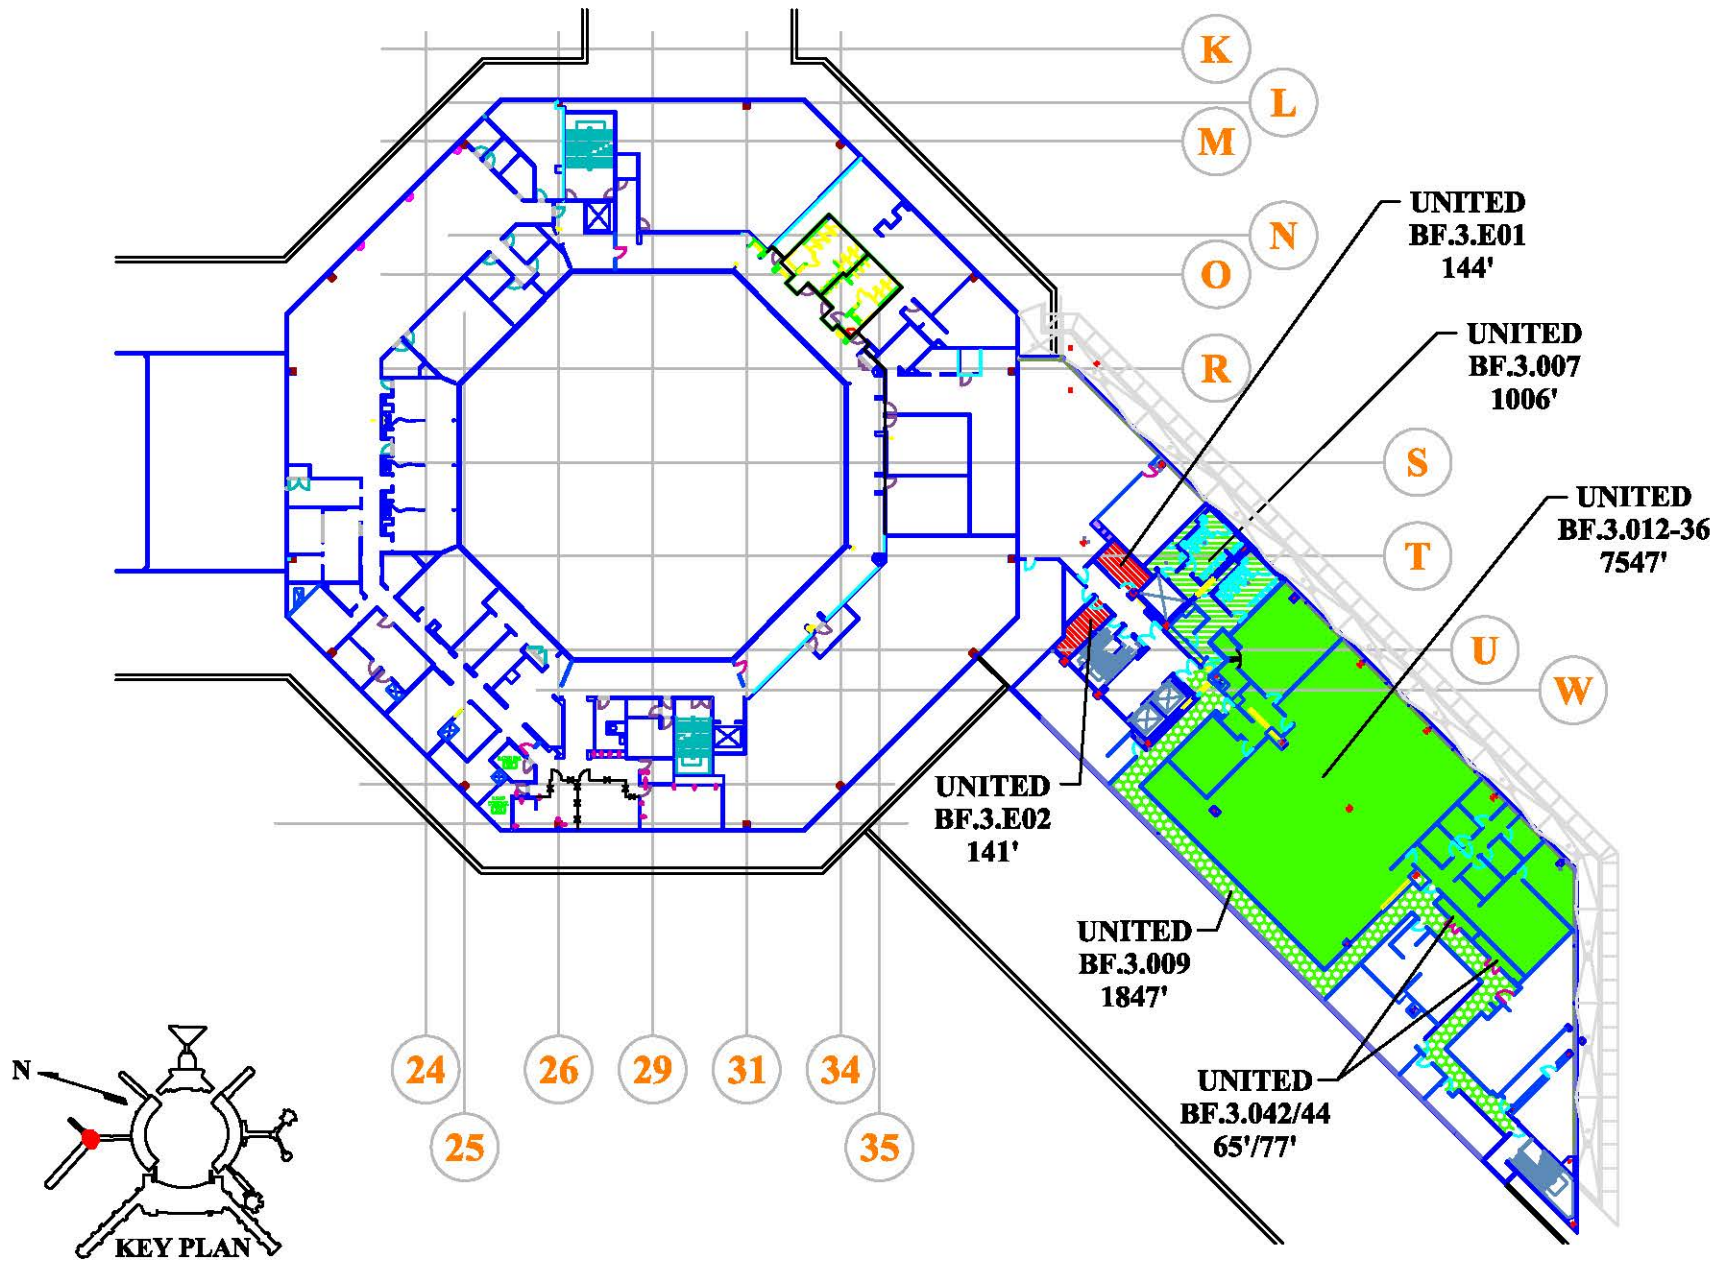 K
L
M
N
O
R
S
T
U
W
UNITED
BF.3.E01
144'
UNITED
BF.3.007
1006'
UNITED
BF.3.012-36
7547'
UNITED
BF.3.E02
141'
UNITED
BF.3.009
1847'
UNITED
BF.3.042/44
65'/77'
24
26
29
31
34
25
35
N
KEY PLAN